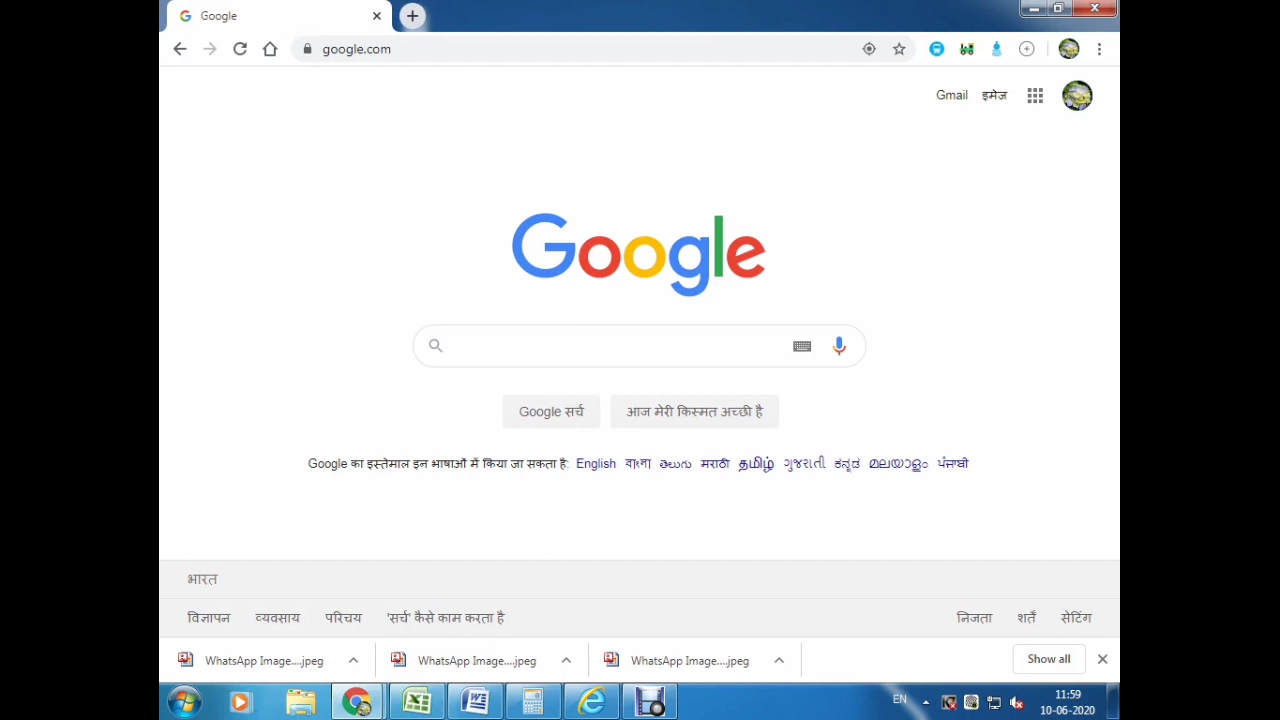 Google
google.com
Gmail इमेज
Google
Google सर्च आज मेरी किस्मत अच्छी है
Google का इस्तेमाल इन भाषाओं में किया जा सकता है: English বাংলা తెలుగు मराठी தமிழ் ગુજરાતી ಕನ್ನಡ മലയാളം ਪੰਜਾਬੀ
भारत
विज्ञापन व्यवसाय परिचय 'सर्च' कैसे काम करता है निजता शर्तें सेटिंग
WhatsApp Image....jpeg WhatsApp Image....jpeg WhatsApp Image....jpeg Show all
EN 11:59
10-06-2020